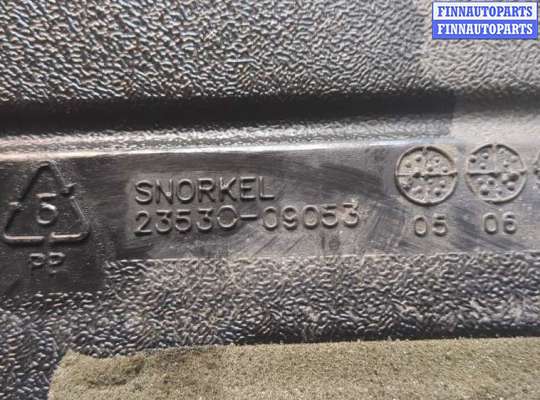 FINNAUTOPARTS
FINNAUTOPARTS
SNORKEL
23530-09053
5
PP
05 06